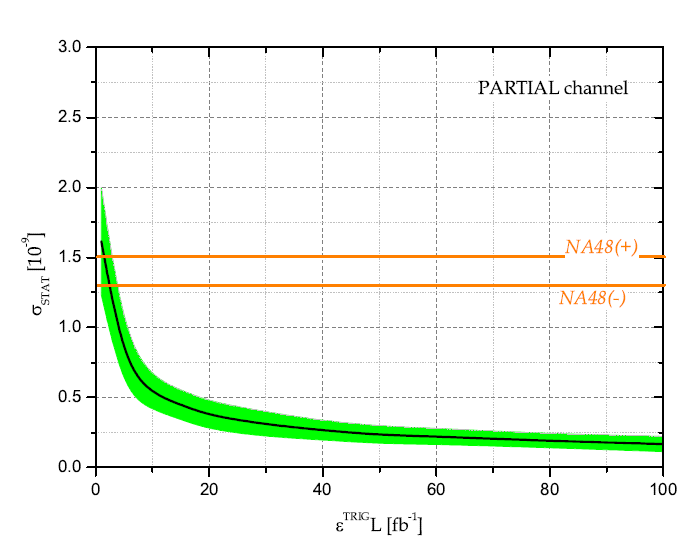 3.0
PARTIAL channel
2.5
2.0
NA48(+)
1.5
NA48(-)
1.0
0.5
0.0
σSTAT [10⁻⁹]
0 20 40 60 80 100
εᵀᴿᴵᴳL [fb⁻¹]